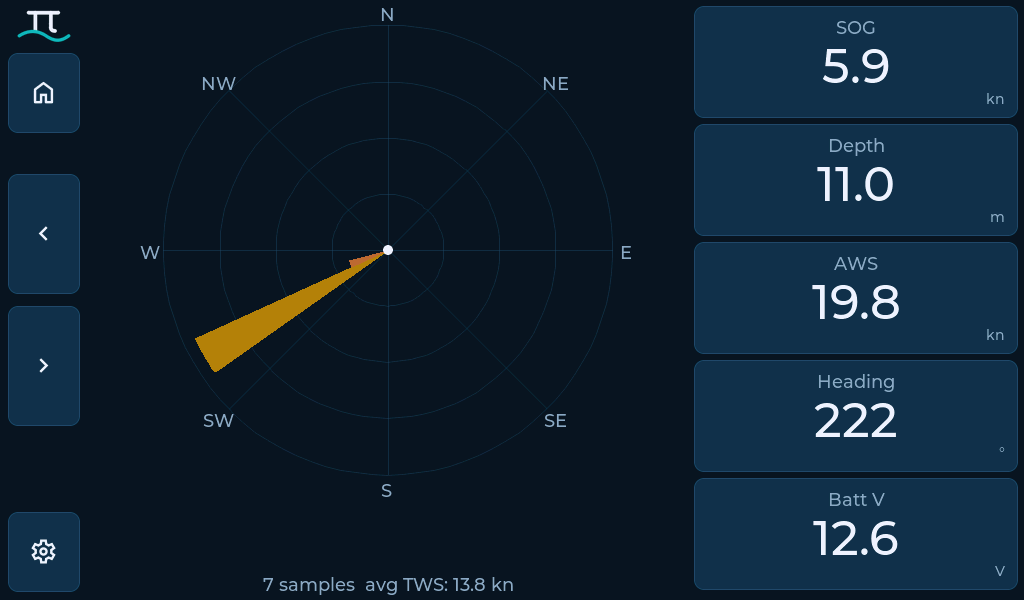 N
NW
NE
W
E
SW
SE
S
7 samples avg TWS: 13.8 kn
SOG
5.9
kn
Depth
11.0
m
AWS
19.8
kn
Heading
222
°
Batt V
12.6
V